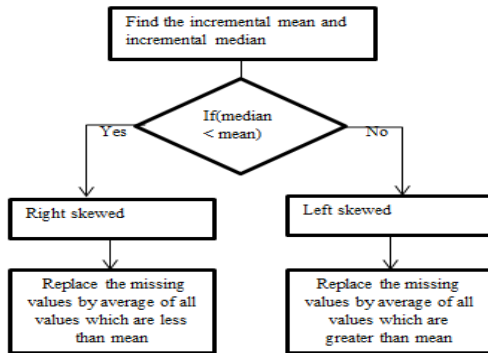 Find the incremental mean and
incremental median
If(median
< mean)
Yes
No
Right skewed
Left skewed
Replace the missing
values by average of all
values which are less
than mean
Replace the missing
values by average of all
values which are
greater than mean